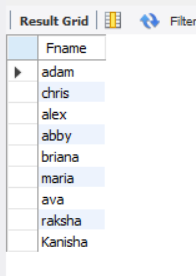 Result Grid Filter
Fname
adam
chris
alex
abby
briana
maria
ava
raksha
Kanisha